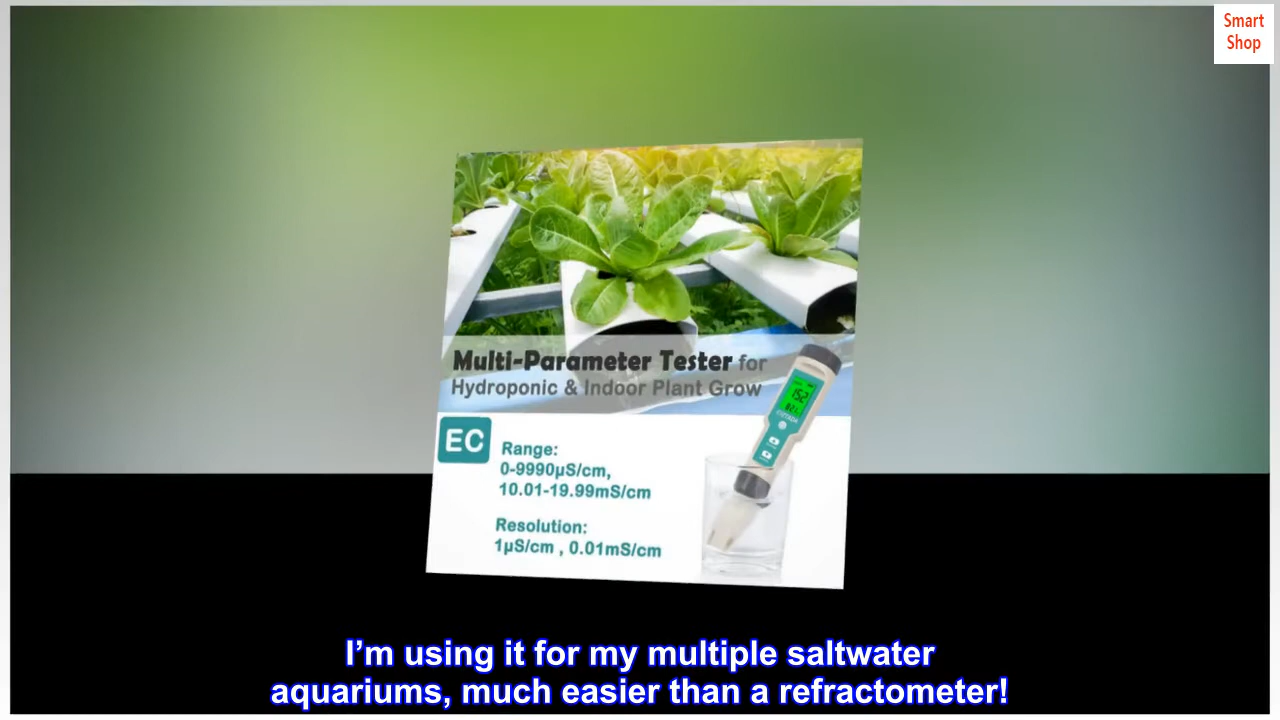 Smart
Shop
Multi-Parameter Tester for
Hydroponic & Indoor Plant Grow
EC
Range:
0-9990µS/cm,
10.01-19.99mS/cm
Resolution:
1µS/cm , 0.01mS/cm
I’m using it for my multiple saltwater
aquariums, much easier than a refractometer!